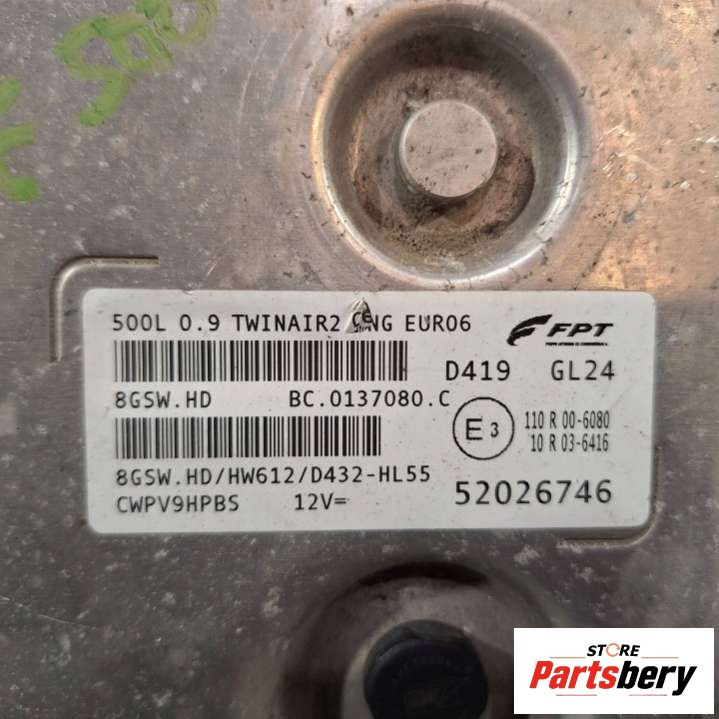 500L 0.9 TWINAIR2 CNG EURO6
FPT
D419 GL24
8GSW.HD BC.0137080.C
E3
110 R 00-6080
10 R 03-6416
8GSW.HD/HW612/D432-HL55
CWPV9HPBS 12V=
52026746
STORE
Partsbery